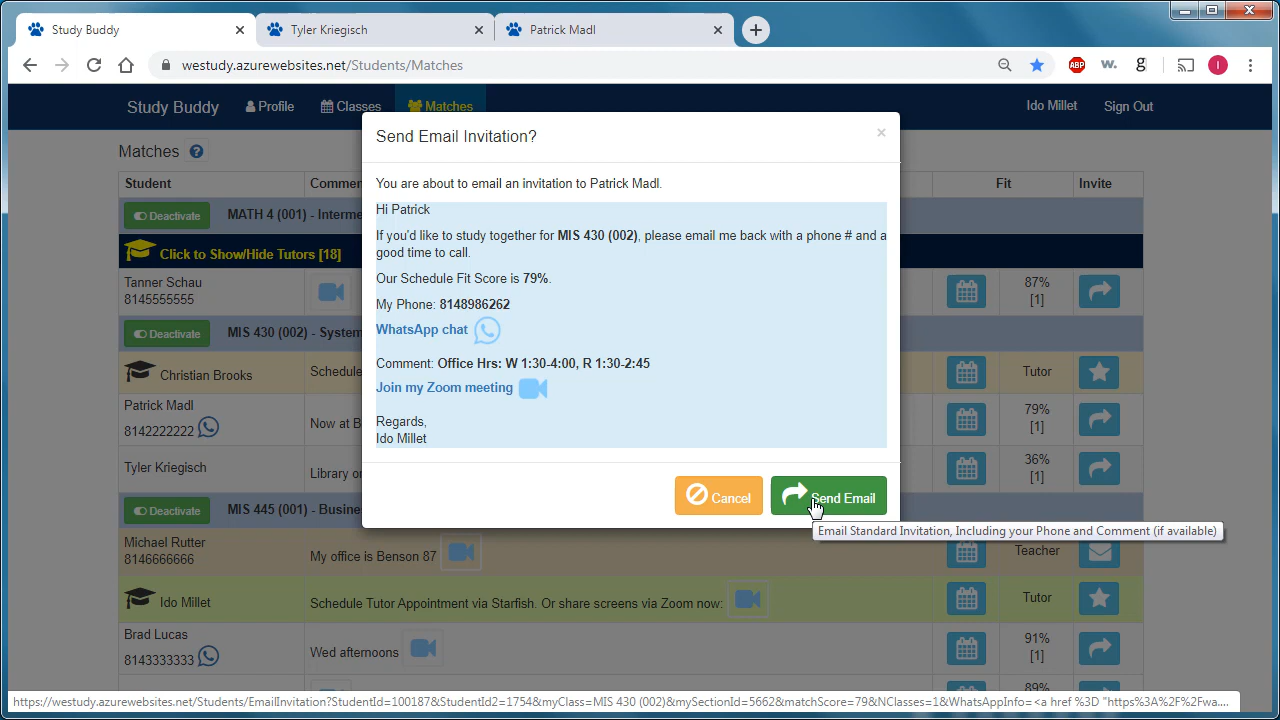 Study Buddy
Tyler Kriegisch
Patrick Madl
westudy.azurewebsites.net/Students/Matches
ABP
w.
g
I
Study Buddy
Profile
Classes
Matches
Ido Millet
Sign Out
Matches ?
Student
Fit
Invite
Deactivate
MATH 4 (001) -
Click to Show/Hide Tutors [18]
Tanner Schau
8145555555
87%
[1]
Deactivate
MIS 430 (002) -
Christian Brooks
Tutor
Patrick Madl
8142222222
Now at
79%
[1]
Tyler Kriegisch
Library
36%
[1]
Deactivate
MIS 445 (001) -
Michael Rutter
8146666666
My office is Benson 87
Teacher
Ido Millet
Schedule Tutor Appointment via Starfish. Or share screens via Zoom now:
Tutor
Brad Lucas
8143333333
Wed afternoons
91%
[1]
89%
Send Email Invitation?
×
You are about to email an invitation to Patrick Madl.
Hi Patrick
If you'd like to study together for MIS 430 (002), please email me back with a phone # and a
good time to call.
Our Schedule Fit Score is 79%.
My Phone: 8148986262
WhatsApp chat
Comment: Office Hrs: W 1:30-4:00, R 1:30-2:45
Join my Zoom meeting
Regards,
Ido Millet
Cancel
Send Email
Email Standard Invitation, Including your Phone and Comment (if available)
https://westudy.azurewebsites.net/Students/EmailInvitation?StudentId=100187&StudentId2=1754&myClass=MIS 430 (002)&mySectionId=5662&matchScore=79&NClasses=1&WhatsAppInfo=<a href %3D "https%3A%2F%2Fwa....